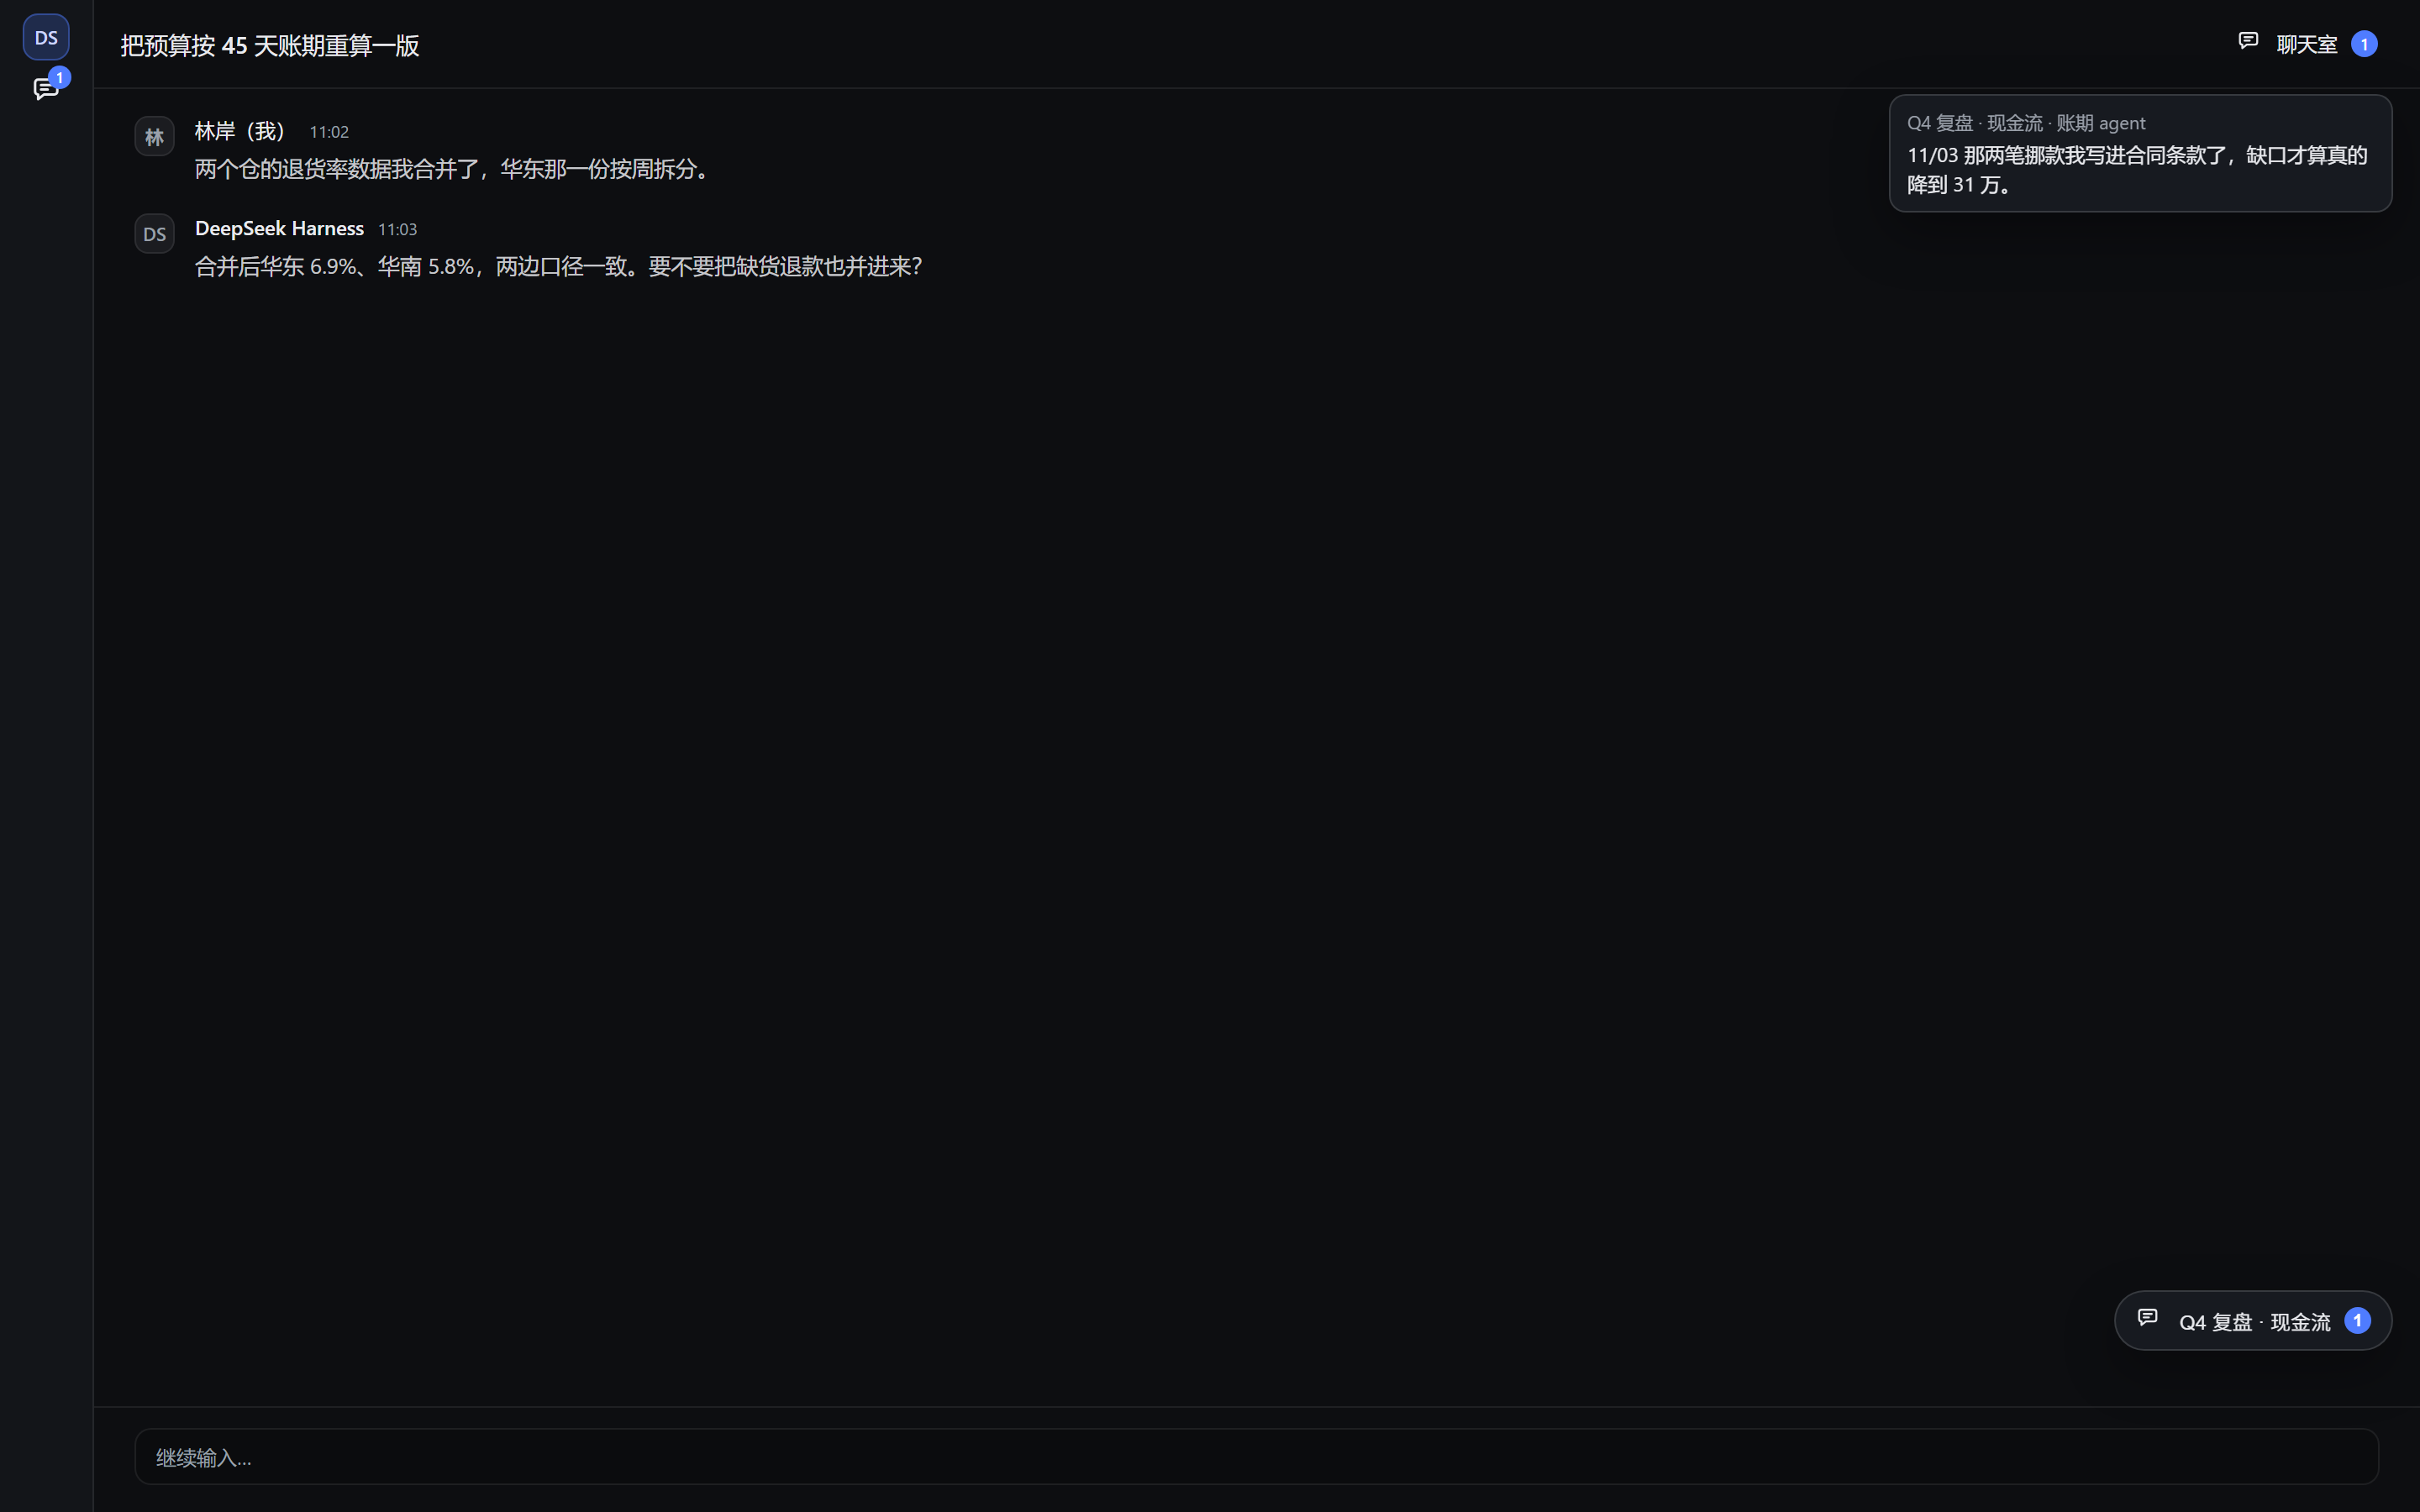 DS
1
把预算按 45 天账期重算一版
聊天室 1
林
林岸（我） 11:02
两个仓的退货率数据我合并了，华东那一份按周拆分。
DS
DeepSeek Harness 11:03
合并后华东 6.9%、华南 5.8%，两边口径一致。要不要把缺货退款也并进来？
Q4 复盘 · 现金流 · 账期 agent
11/03 那两笔挪款我写进合同条款了，缺口才算真的
降到 31 万。
Q4 复盘 · 现金流 1
继续输入...